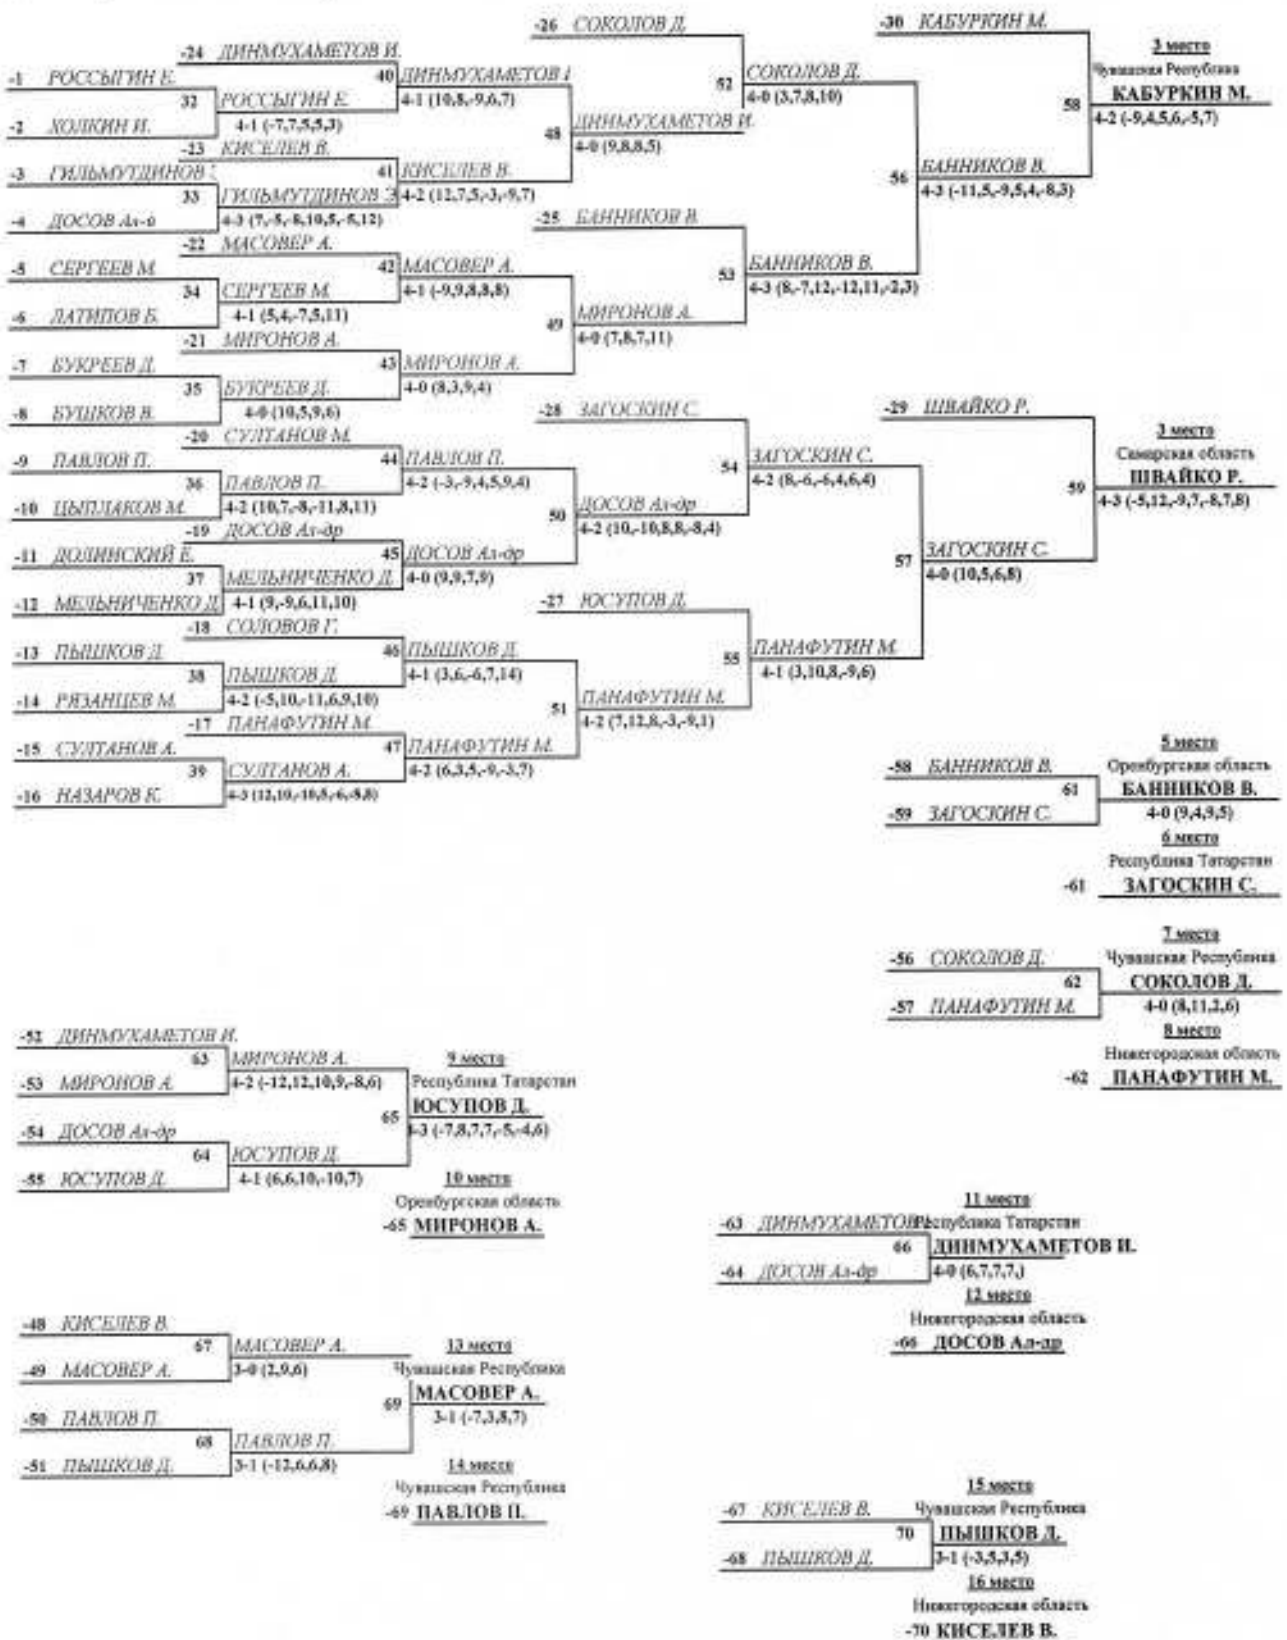 -26 СОКОЛОВ Д.
-30 КАБУРКИН М.
-24 ДИНМУХАМЕТОВ И.
3 место
-1 РОССЫГИН Е.
40 ДИНМУХАМЕТОВ
52 СОКОЛОВ Д.
Чувашская Республика
32 РОССЫГИН Е.
4-1 (10,8,-9,6,7)
4-0 (3,7,8,10)
58 КАБУРКИН М.
-2 ХОЛКИН И.
4-1 (-7,7,5,5,3)
48 ДИНМУХАМЕТОВ И.
4-2 (-9,4,5,6,-5,7)
-23 КИСЕЛЕВ В.
4-0 (9,8,8,5)
-3 ГИЛЬМУТДИНОВ
41 КИСЕЛЕВ В.
56 БАННИКОВ В.
33 ГИЛЬМУТДИНОВ Э
4-2 (12,7,5,-3,-9,7)
4-3 (-11,5,-9,5,4,-8,3)
-4 ДОСОВ Ал-й
4-3 (7,-5,-8,10,5,-5,12)
-25 БАННИКОВ В.
-22 МАСОВЕР А.
-5 СЕРГЕЕВ М.
42 МАСОВЕР А.
53 БАННИКОВ В.
34 СЕРГЕЕВ М.
4-1 (-9,9,8,8,8)
4-3 (8,-7,12,-12,11,-2,3)
-6 ЛАТИПОВ Б.
4-1 (5,4,-7,5,11)
49 МИРОНОВ А.
-21 МИРОНОВ А.
4-0 (7,8,7,11)
-7 БУКРЕЕВ Д.
43 МИРОНОВ А.
35 БУКРЕЕВ Д.
4-0 (8,3,9,4)
-8 БУШКОВ В.
4-0 (10,5,9,6)
-28 ЗАГОСКИН С.
-29 ШВАЙКО Р.
-20 СУЛТАНОВ М.
3 место
-9 ПАВЛОВ П.
44 ПАВЛОВ П.
54 ЗАГОСКИН С.
Самарская область
36 ПАВЛОВ П.
4-2 (-3,-9,4,5,9,4)
4-2 (8,-6,-6,4,6,4)
59 ШВАЙКО Р.
-10 ЦЫПЛАКОВ М.
4-2 (10,7,-8,-11,8,11)
50 ДОСОВ Ал-др
4-3 (-5,12,-9,7,-8,7,8)
-19 ДОСОВ Ал-др
4-2 (10,-10,8,8,-8,4)
-11 ДОЛИНСКИЙ Е.
45 ДОСОВ Ал-др
57 ЗАГОСКИН С.
37 МЕЛЬНИЧЕНКО Д.
4-0 (9,9,7,9)
4-0 (10,5,6,8)
-12 МЕЛЬНИЧЕНКО Д
4-1 (9,-9,6,11,10)
-27 ЮСУПОВ Д.
-18 СОЛОВОВ Г.
-13 ПЫШКОВ Д.
46 ПЫШКОВ Д.
55 ПАНАФУТИН М.
38 ПЫШКОВ Д.
4-1 (3,6,-6,7,14)
4-1 (3,10,8,-9,6)
-14 РЯЗАНЦЕВ М.
4-2 (-5,10,-11,6,9,10)
51 ПАНАФУТИН М.
-17 ПАНАФУТИН М.
4-2 (7,12,8,-3,-9,1)
-15 СУЛТАНОВ А.
47 ПАНАФУТИН М.
39 СУЛТАНОВ А.
4-2 (6,3,5,-9,-3,7)
-16 НАЗАРОВ К.
4-3 (12,10,-10,5,-6,-8,8)
5 место
-58 БАННИКОВ В.
Оренбургская область
61 БАННИКОВ В.
-59 ЗАГОСКИН С.
4-0 (9,4,9,5)
6 место
Республика Татарстан
-61 ЗАГОСКИН С.
7 место
-56 СОКОЛОВ Д.
Чувашская Республика
62 СОКОЛОВ Д.
-57 ПАНАФУТИН М.
4-0 (8,11,2,6)
8 место
Нижегородская область
-62 ПАНАФУТИН М.
-52 ДИНМУХАМЕТОВ И.
63 МИРОНОВ А.
9 место
-53 МИРОНОВ А.
4-2 (-12,12,10,9,-8,6)
Республика Татарстан
65 ЮСУПОВ Д.
-54 ДОСОВ Ал-др
4-3 (-7,8,7,7,-5,-4,6)
64 ЮСУПОВ Д.
-55 ЮСУПОВ Д.
4-1 (6,6,10,-10,7)
10 место
Оренбургская область
-65 МИРОНОВ А.
11 место
-63 ДИНМУХАМЕТОВ
Республика Татарстан
66 ДИНМУХАМЕТОВ И.
-64 ДОСОВ Ал-др
4-0 (6,7,7,7,)
12 место
Нижегородская область
-66 ДОСОВ Ал-др
-48 КИСЕЛЕВ В.
67 МАСОВЕР А.
13 место
-49 МАСОВЕР А.
3-0 (2,9,6)
Чувашская Республика
69 МАСОВЕР А.
-50 ПАВЛОВ П.
3-1 (-7,3,8,7)
68 ПАВЛОВ П.
-51 ПЫШКОВ Д.
3-1 (-12,6,6,8)
14 место
Чувашская Республика
-69 ПАВЛОВ П.
15 место
-67 КИСЕЛЕВ В.
Чувашская Республика
70 ПЫШКОВ Д.
-68 ПЫШКОВ Д.
3-1 (-3,5,3,5)
16 место
Нижегородская область
-70 КИСЕЛЕВ В.